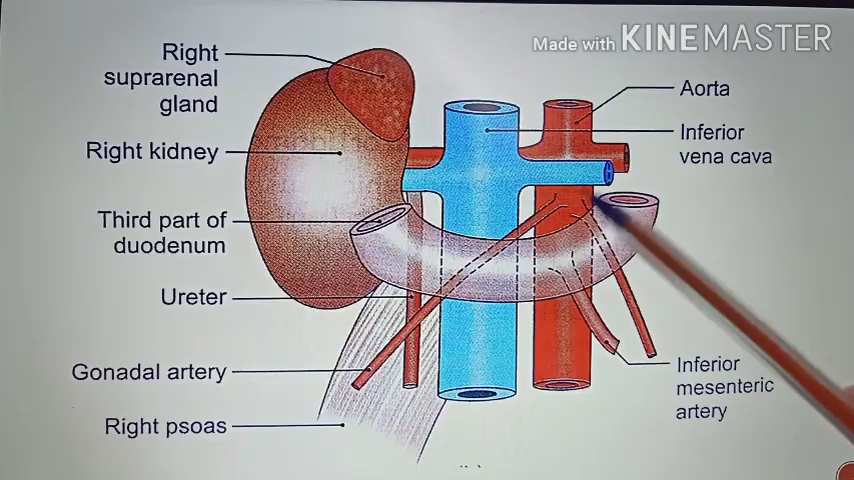 Made with KINEMASTER
Right
suprarenal
gland
Right kidney
Third part of
duodenum
Ureter
Gonadal artery
Right psoas
Aorta
Inferior
vena cava
Inferior
mesenteric
artery